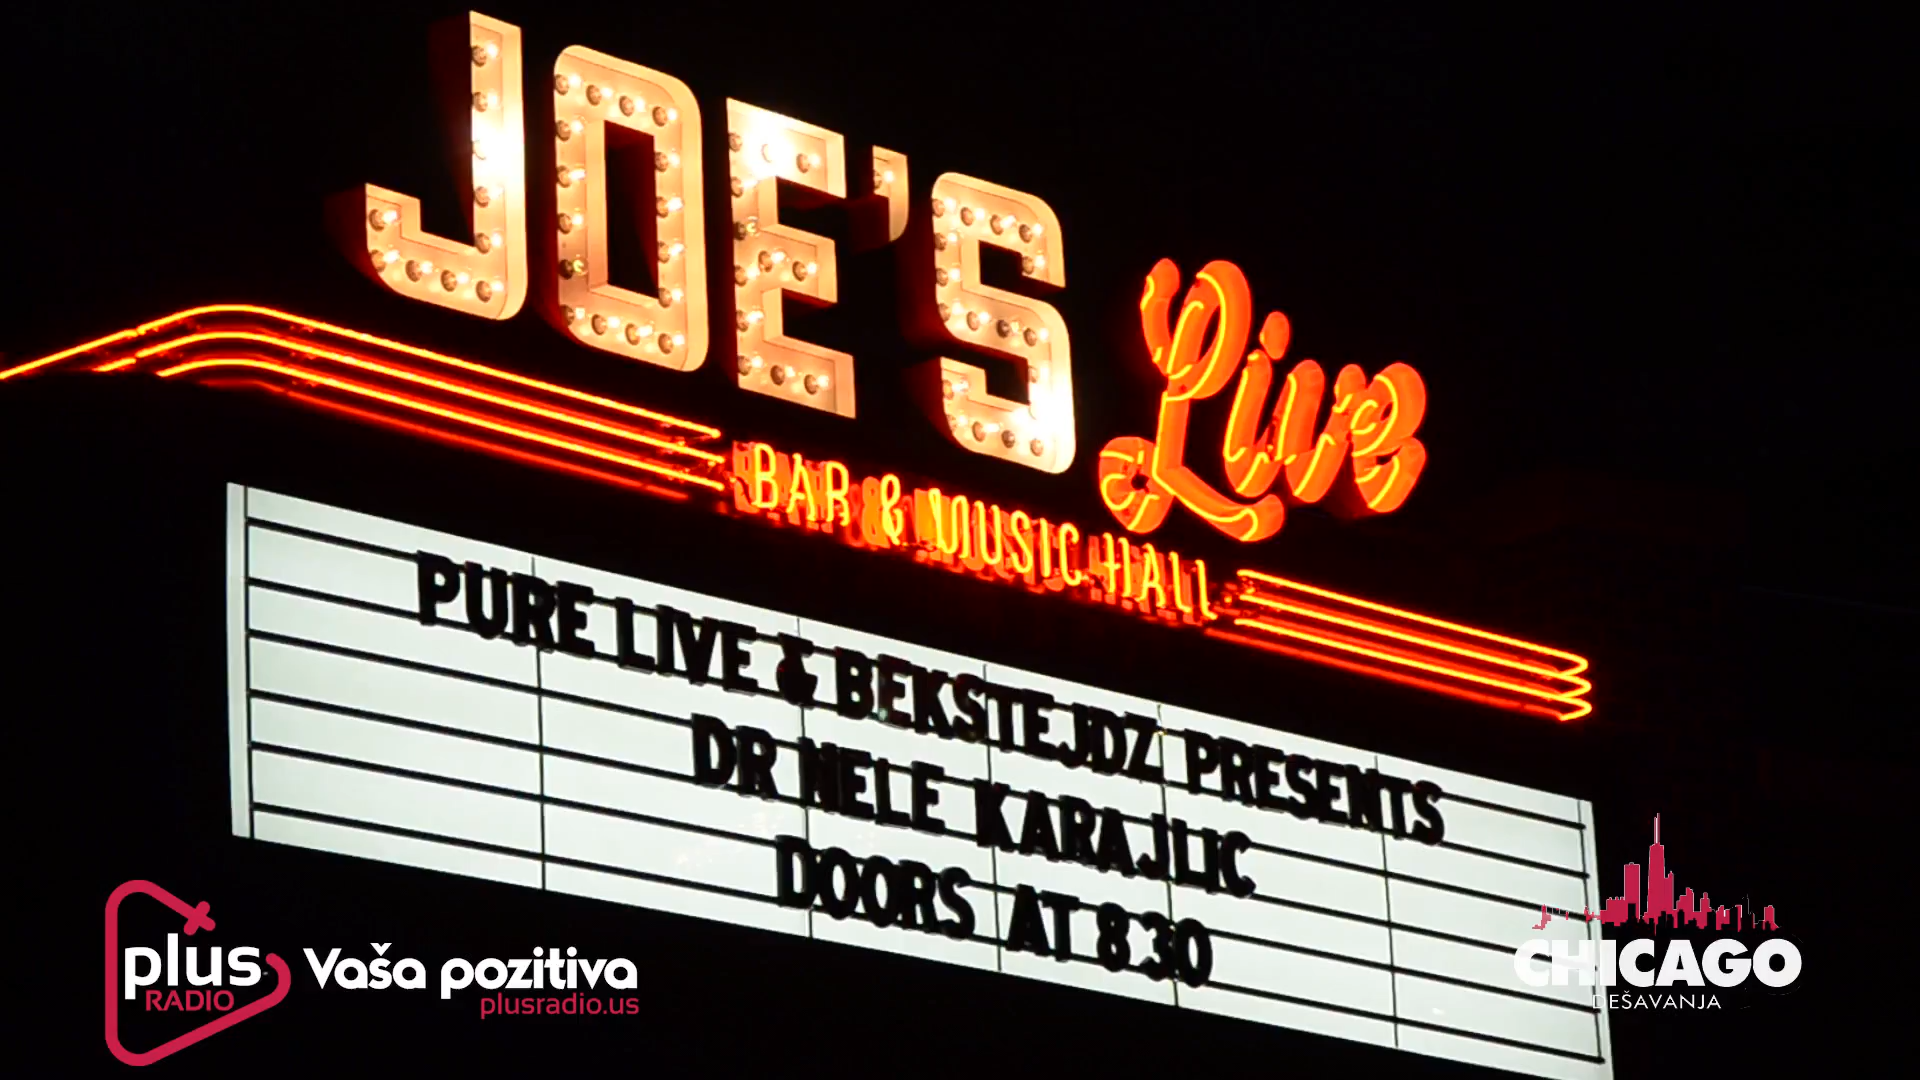 JOE'S Live
BAR & MUSIC HALL
PURE LIVE & BEKSTEJDZ PRESENTS
DR NELE KARAJLIC
DOORS AT 8 30
plus
RADIO
Vaša pozitiva
plusradio.us
CHICAGO
DEŠAVANJA